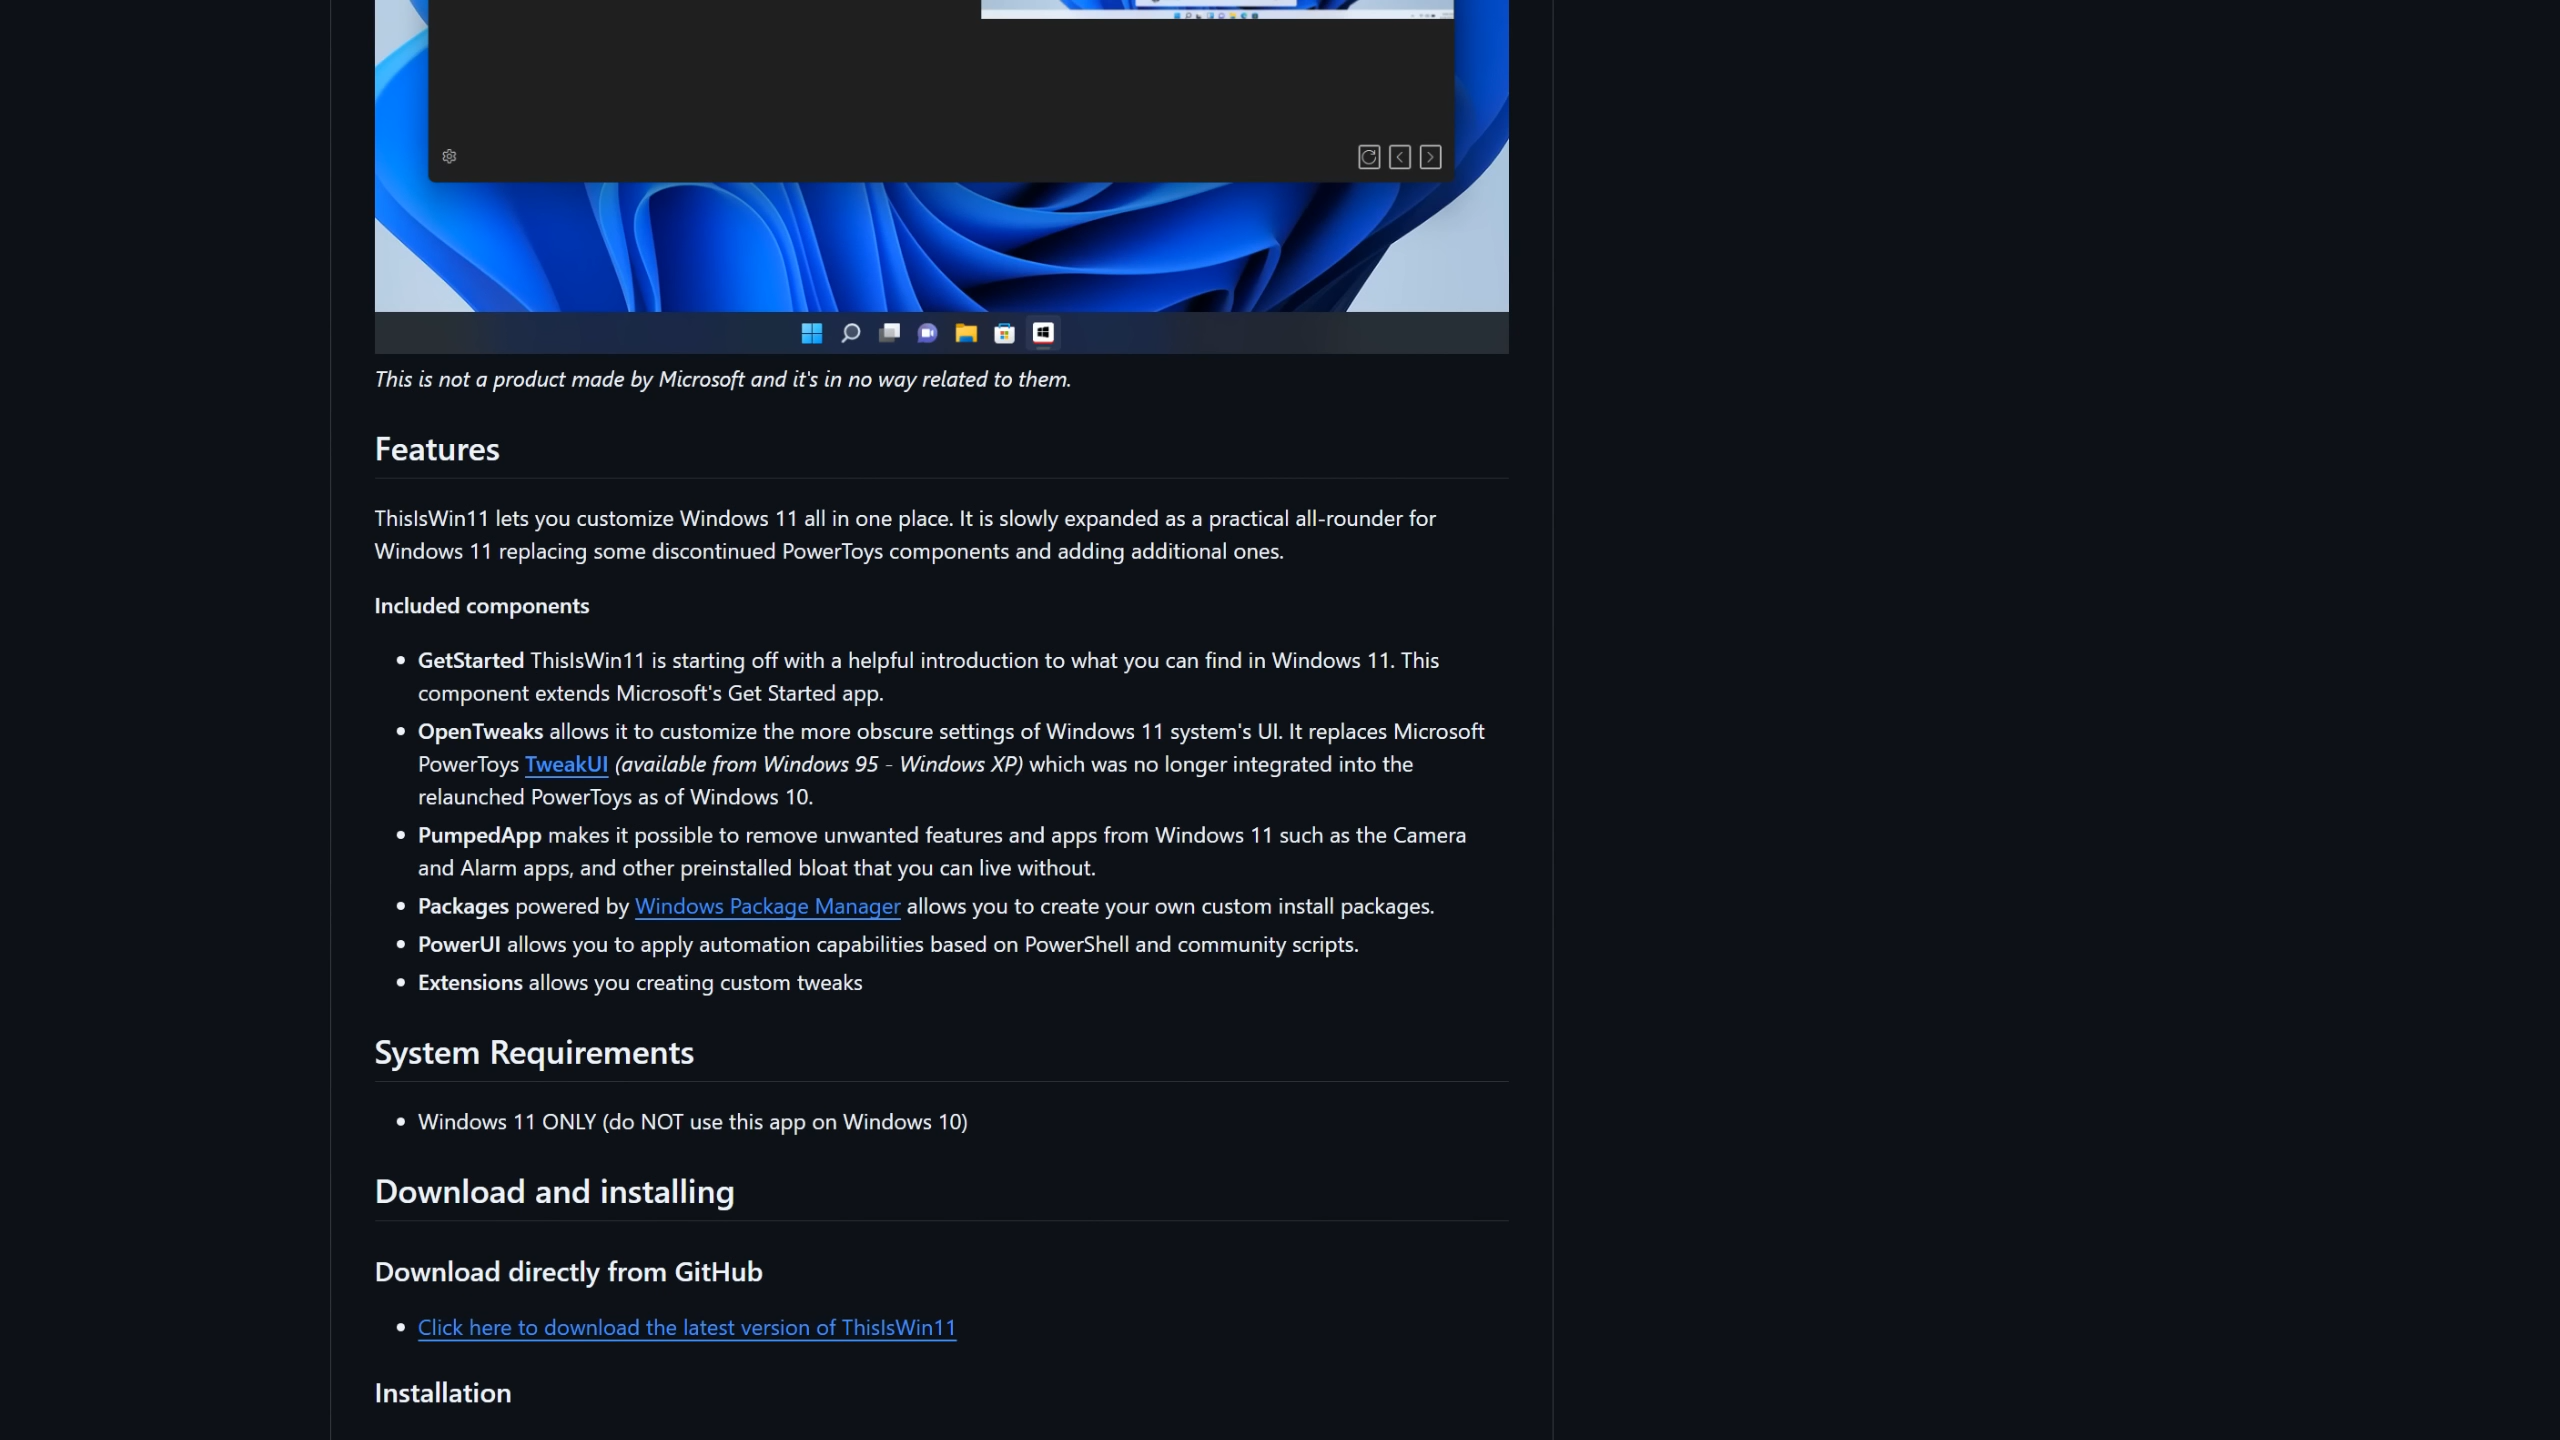 This is not a product made by Microsoft and it's in no way related to them.
Features
ThisIsWin11 lets you customize Windows 11 all in one place. It is slowly expanded as a practical all-rounder for
Windows 11 replacing some discontinued PowerToys components and adding additional ones.
Included components
GetStarted ThisIsWin11 is starting off with a helpful introduction to what you can find in Windows 11. This
component extends Microsoft's Get Started app.
OpenTweaks allows it to customize the more obscure settings of Windows 11 system's UI. It replaces Microsoft
PowerToys TweakUI (available from Windows 95 - Windows XP) which was no longer integrated into the
relaunched PowerToys as of Windows 10.
PumpedApp makes it possible to remove unwanted features and apps from Windows 11 such as the Camera
and Alarm apps, and other preinstalled bloat that you can live without.
Packages powered by Windows Package Manager allows you to create your own custom install packages.
PowerUI allows you to apply automation capabilities based on PowerShell and community scripts.
Extensions allows you creating custom tweaks
System Requirements
Windows 11 ONLY (do NOT use this app on Windows 10)
Download and installing
Download directly from GitHub
Click here to download the latest version of ThisIsWin11
Installation